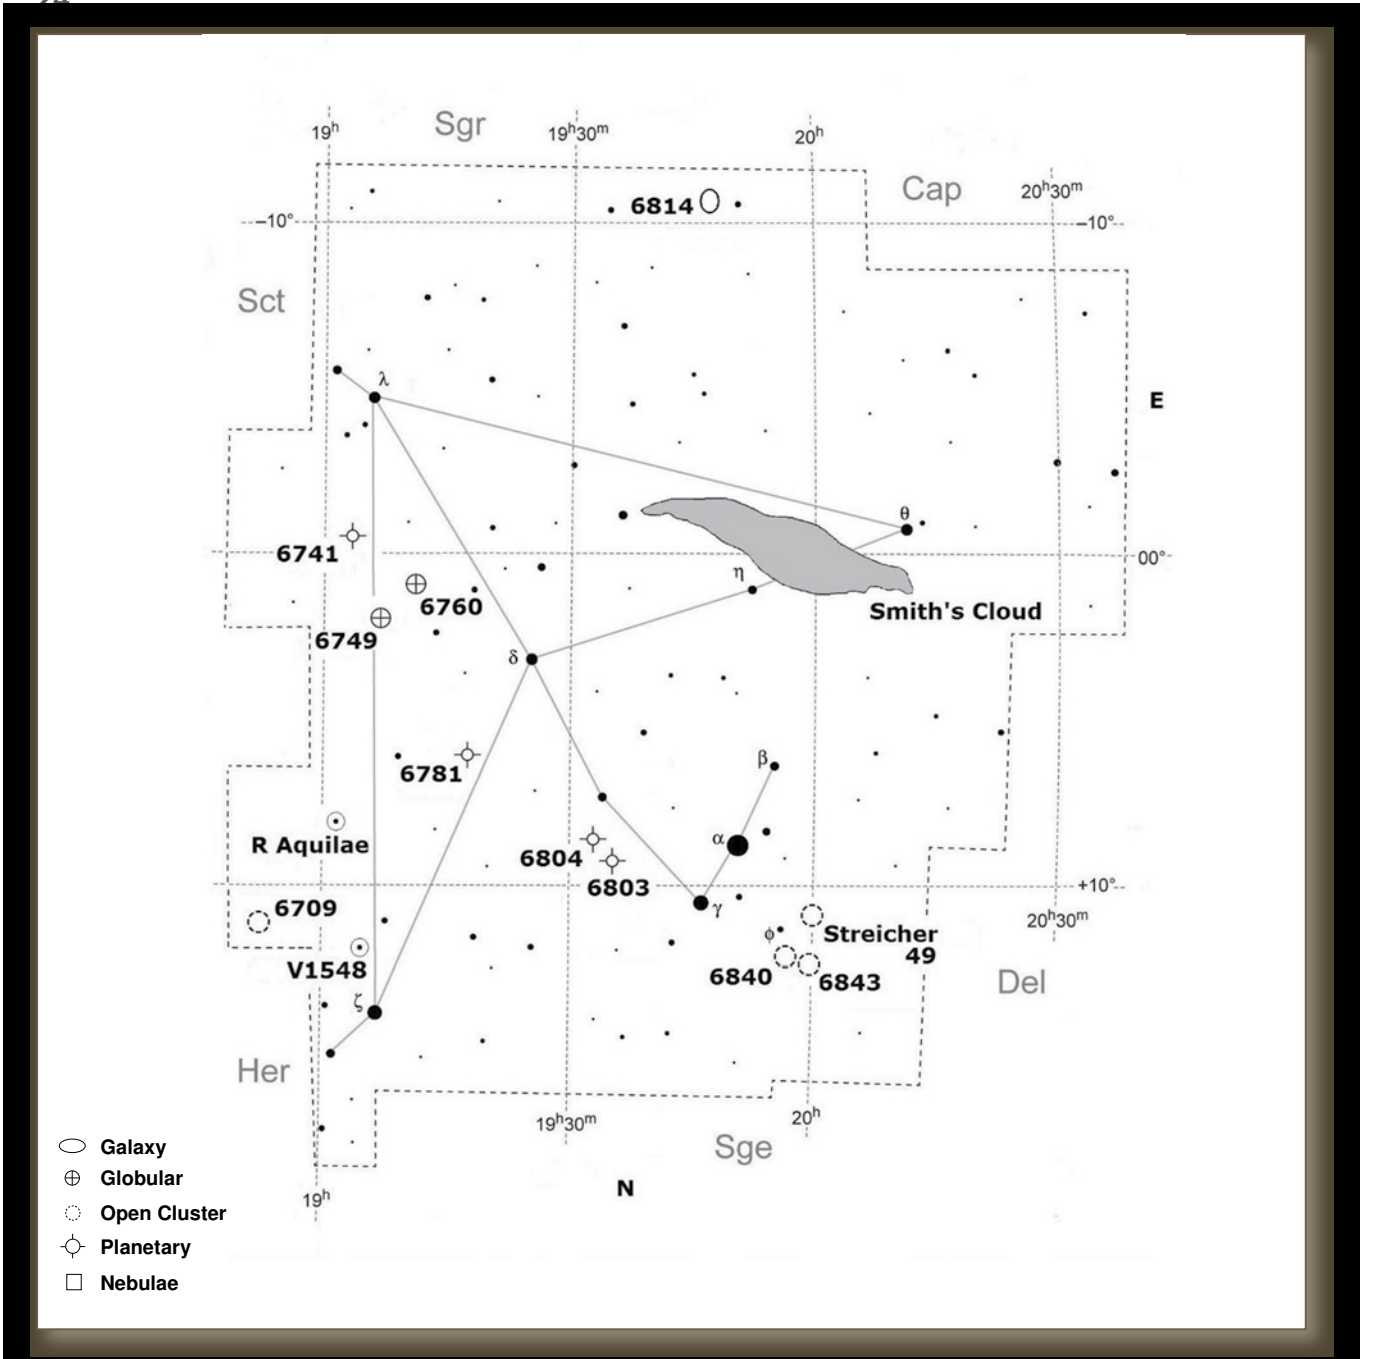 Sgr
19h
19h30m
20h
Cap
20h30m
6814
–10°
–10°
Sct
λ
E
θ
6741
00°
η
6760
Smith's Cloud
6749
δ
β
6781
α
R Aquilae
6804
6803
+10°
6709
γ
20h30m
ϕ
Streicher
49
V1548
6840
6843
Del
ζ
Her
19h30m
20h
Sge
Galaxy
Globular
N
19h
Open Cluster
Planetary
Nebulae